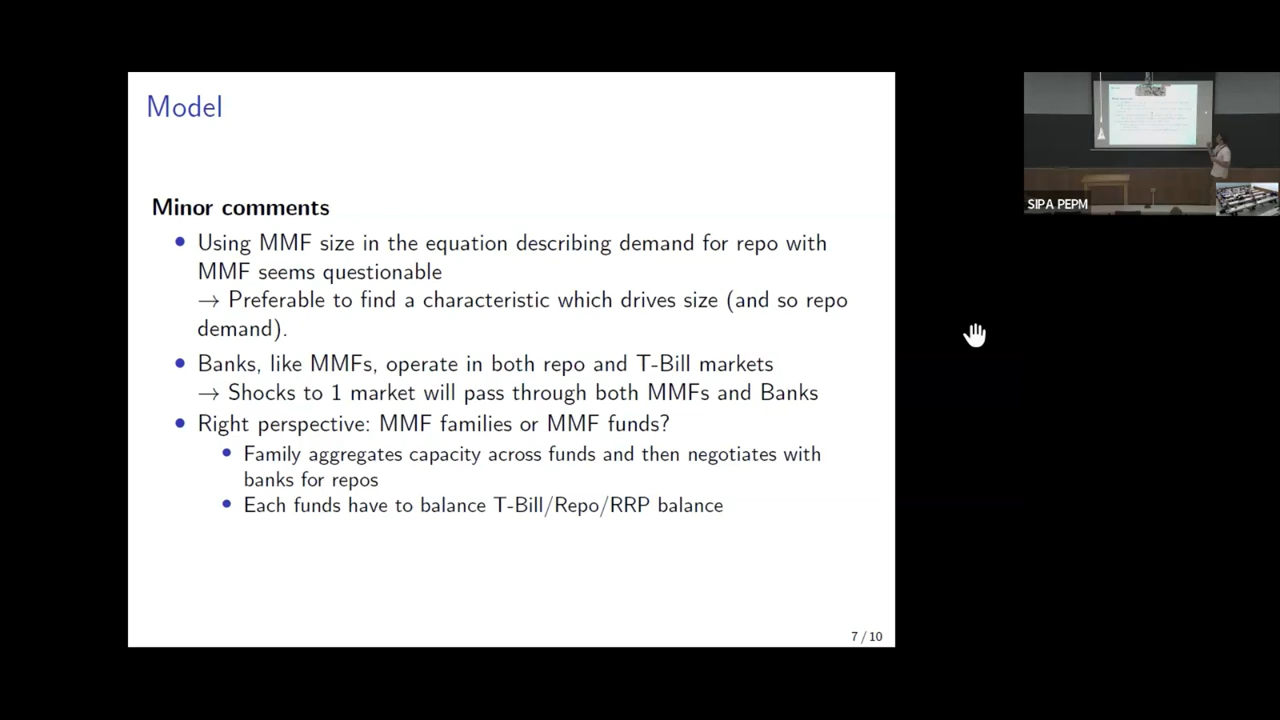 Model
Minor comments
• Using MMF size in the equation describing demand for repo with
MMF seems questionable
→ Preferable to find a characteristic which drives size (and so repo
demand).
• Banks, like MMFs, operate in both repo and T-Bill markets
→ Shocks to 1 market will pass through both MMFs and Banks
• Right perspective: MMF families or MMF funds?
• Family aggregates capacity across funds and then negotiates with
banks for repos
• Each funds have to balance T-Bill/Repo/RRP balance
7 / 10
SIPA PEPM